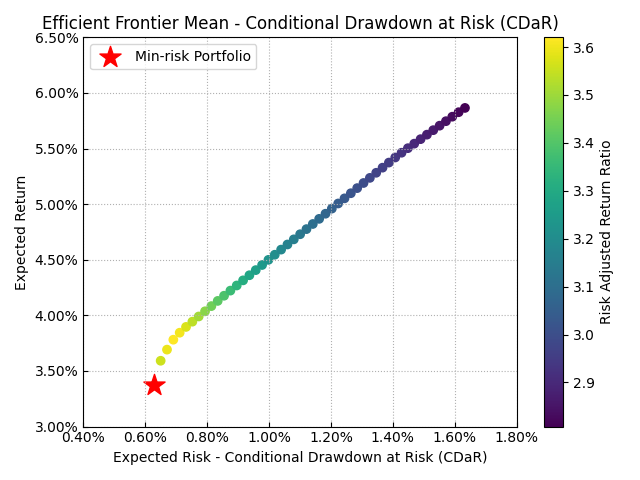 Efficient Frontier Mean - Conditional Drawdown at Risk (CDaR)
6.50%
6.00%
5.50%
5.00%
4.50%
4.00%
3.50%
3.00%
Expected Return
Min-risk Portfolio
0.40% 0.60% 0.80% 1.00% 1.20% 1.40% 1.60% 1.80%
Expected Risk - Conditional Drawdown at Risk (CDaR)
3.6
3.5
3.4
3.3
3.2
3.1
3.0
2.9
Risk Adjusted Return Ratio